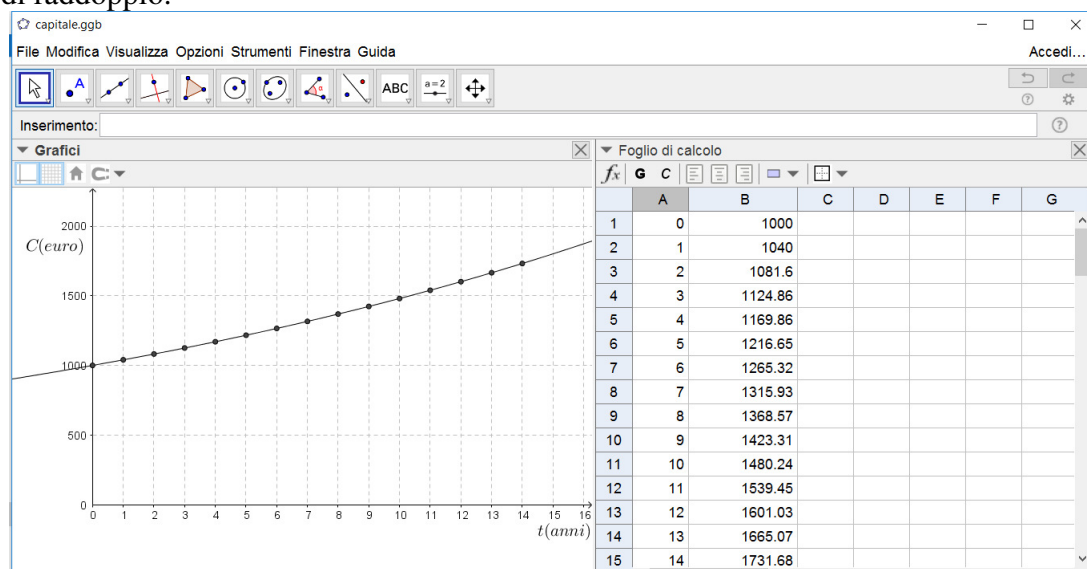 di raddoppio.
capitale.ggb
File Modifica Visualizza Opzioni Strumenti Finestra Guida Accedi...
A ABC a=2
Inserimento:
Grafici
Foglio di calcolo
fx G C
A B C D E F G
1 0 1000
2 1 1040
3 2 1081.6
4 3 1124.86
5 4 1169.86
6 5 1216.65
7 6 1265.32
8 7 1315.93
9 8 1368.57
10 9 1423.31
11 10 1480.24
12 11 1539.45
13 12 1601.03
14 13 1665.07
15 14 1731.68
2000
C(euro)
1500
1000
500
0
0 1 2 3 4 5 6 7 8 9 10 11 12 13 14 15 16
t(anni)